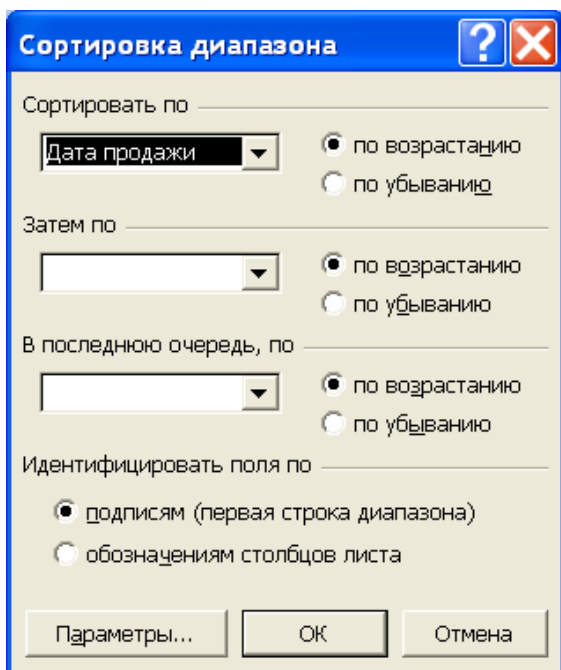 Сортировка диапазона
Сортировать по
Дата продажи
по возрастанию
по убыванию
Затем по
по возрастанию
по убыванию
В последнюю очередь, по
по возрастанию
по убыванию
Идентифицировать поля по
подписям (первая строка диапазона)
обозначениям столбцов листа
Параметры...
ОК
Отмена